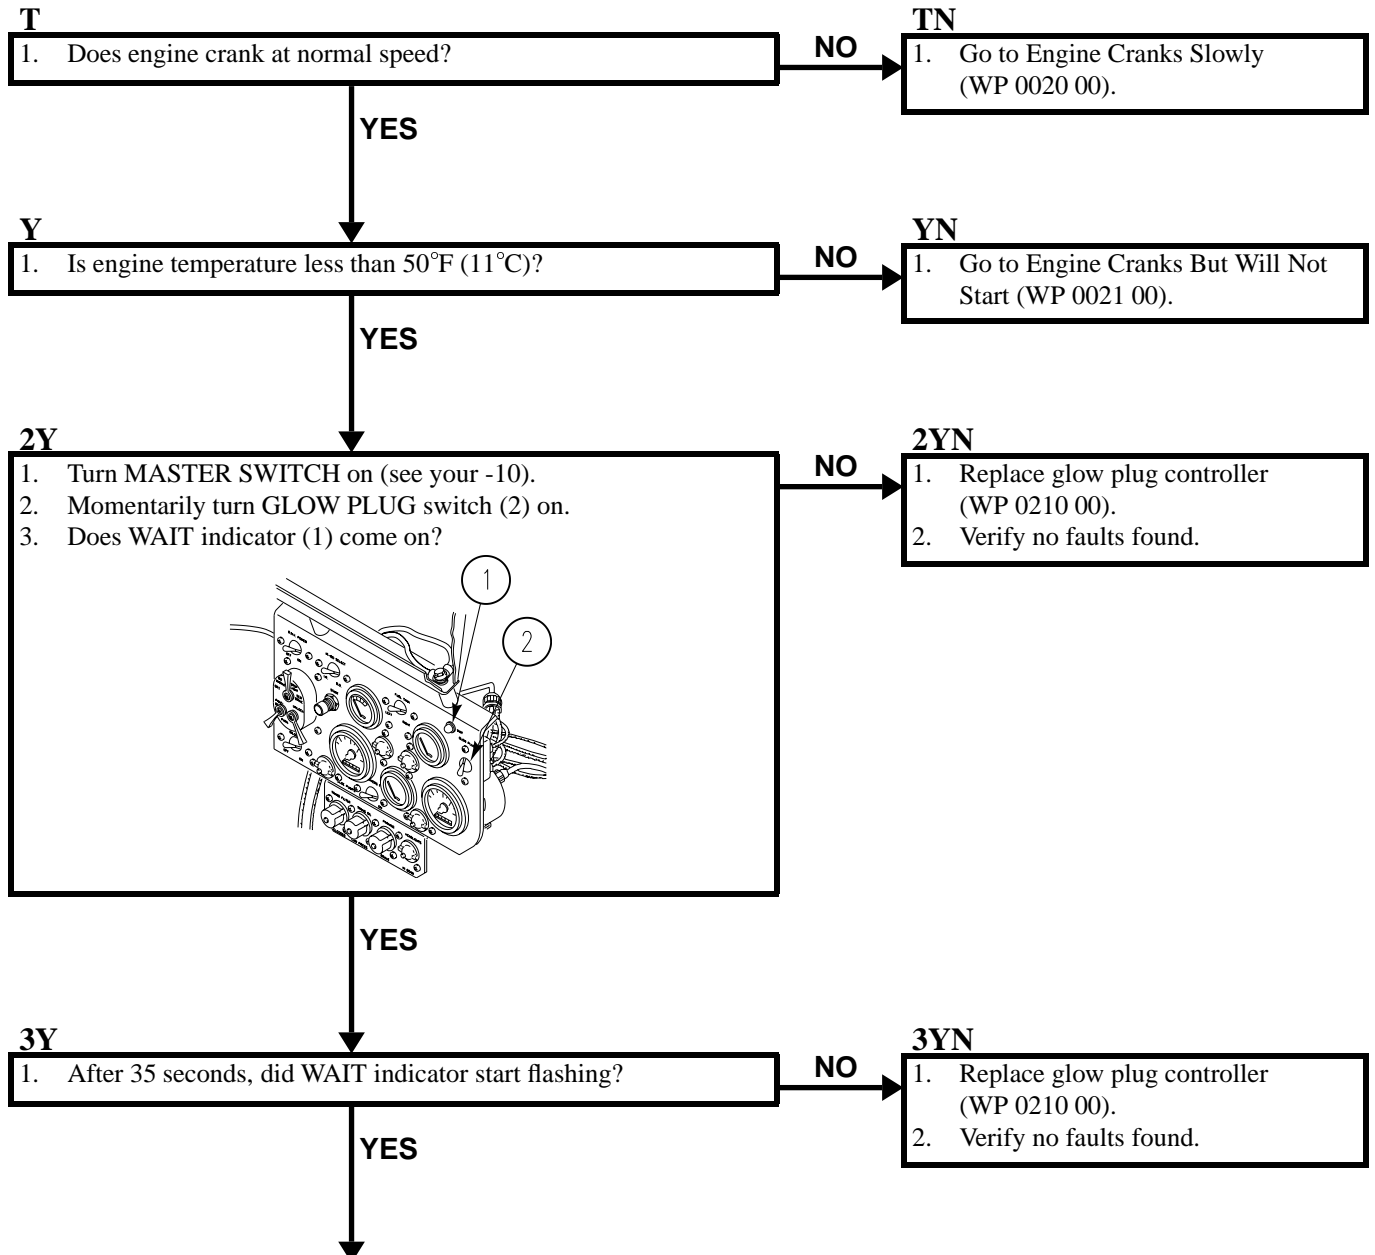 T
1. Does engine crank at normal speed?
NO
TN
1. Go to Engine Cranks Slowly
(WP 0020 00).
YES
Y
1. Is engine temperature less than 50°F (11°C)?
NO
YN
1. Go to Engine Cranks But Will Not
Start (WP 0021 00).
YES
2Y
1. Turn MASTER SWITCH on (see your -10).
2. Momentarily turn GLOW PLUG switch (2) on.
3. Does WAIT indicator (1) come on?
1
2
NO
2YN
1. Replace glow plug controller
(WP 0210 00).
2. Verify no faults found.
YES
3Y
1. After 35 seconds, did WAIT indicator start flashing?
NO
3YN
1. Replace glow plug controller
(WP 0210 00).
2. Verify no faults found.
YES